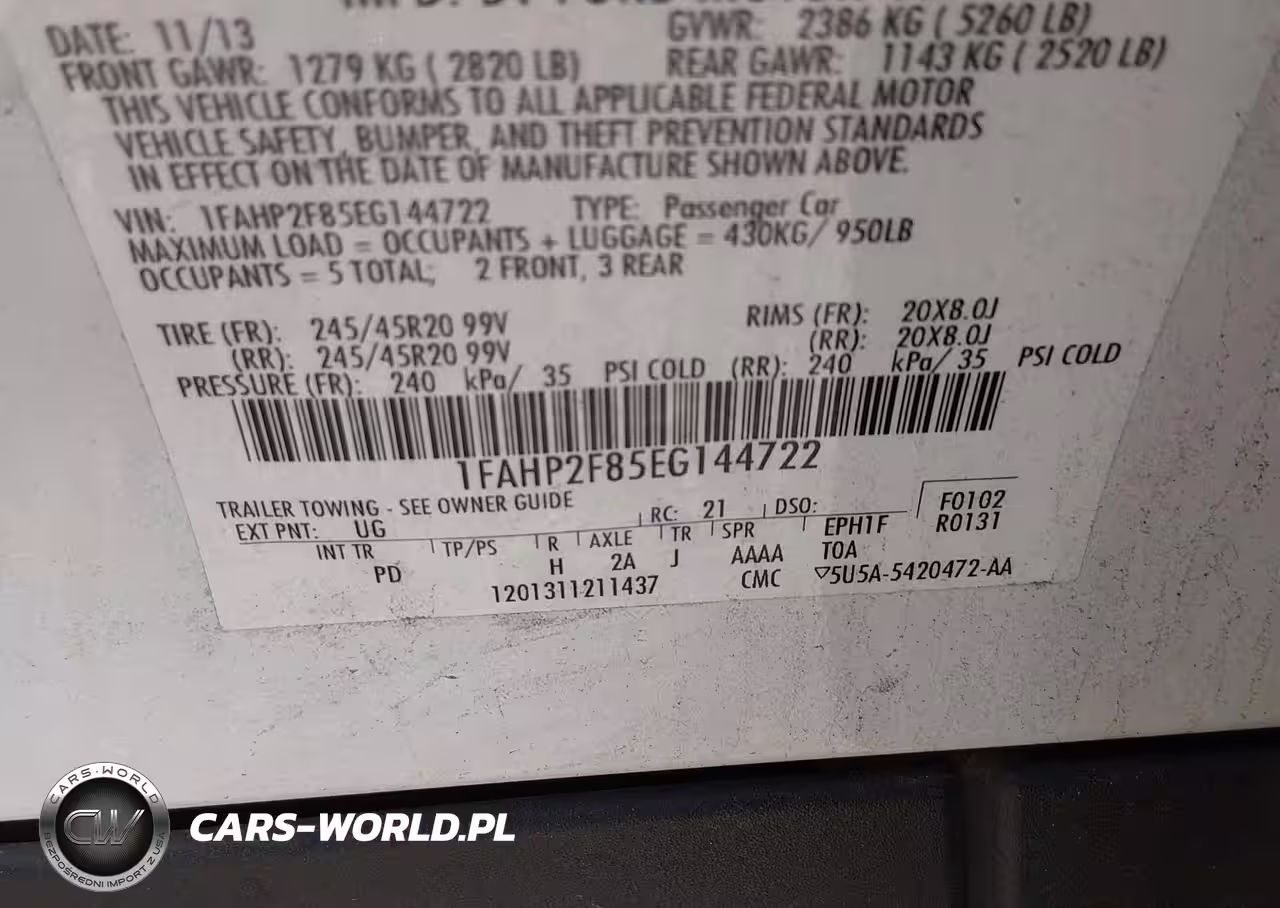 DATE: 11/13 GVWR: 2386 KG ( 5260 LB)
FRONT GAWR: 1279 KG ( 2820 LB) REAR GAWR: 1143 KG ( 2520 LB)
THIS VEHICLE CONFORMS TO ALL APPLICABLE FEDERAL MOTOR
VEHICLE SAFETY, BUMPER, AND THEFT PREVENTION STANDARDS
IN EFFECT ON THE DATE OF MANUFACTURE SHOWN ABOVE.
VIN: 1FAHP2F85EG144722 TYPE: Passenger Car
MAXIMUM LOAD = OCCUPANTS + LUGGAGE = 430KG/ 950LB
OCCUPANTS = 5 TOTAL; 2 FRONT, 3 REAR
TIRE (FR): 245/45R20 99V RIMS (FR): 20X8.0J
(RR): 245/45R20 99V (RR): 20X8.0J
PRESSURE (FR): 240 kPa/ 35 PSI COLD (RR): 240 kPa/ 35 PSI COLD
1FAHP2F85EG144722
TRAILER TOWING - SEE OWNER GUIDE
EXT PNT: UG RC: 21 DSO: F0102
INT TR TP/PS R AXLE TR SPR EPH1F R0131
PD H 2A J AAAA T0A
1201311211437 CMC ▽5U5A-5420472-AA
CARS-WORLD
CW
BEZPOŚREDNI IMPORT Z USA
CARS-WORLD.PL